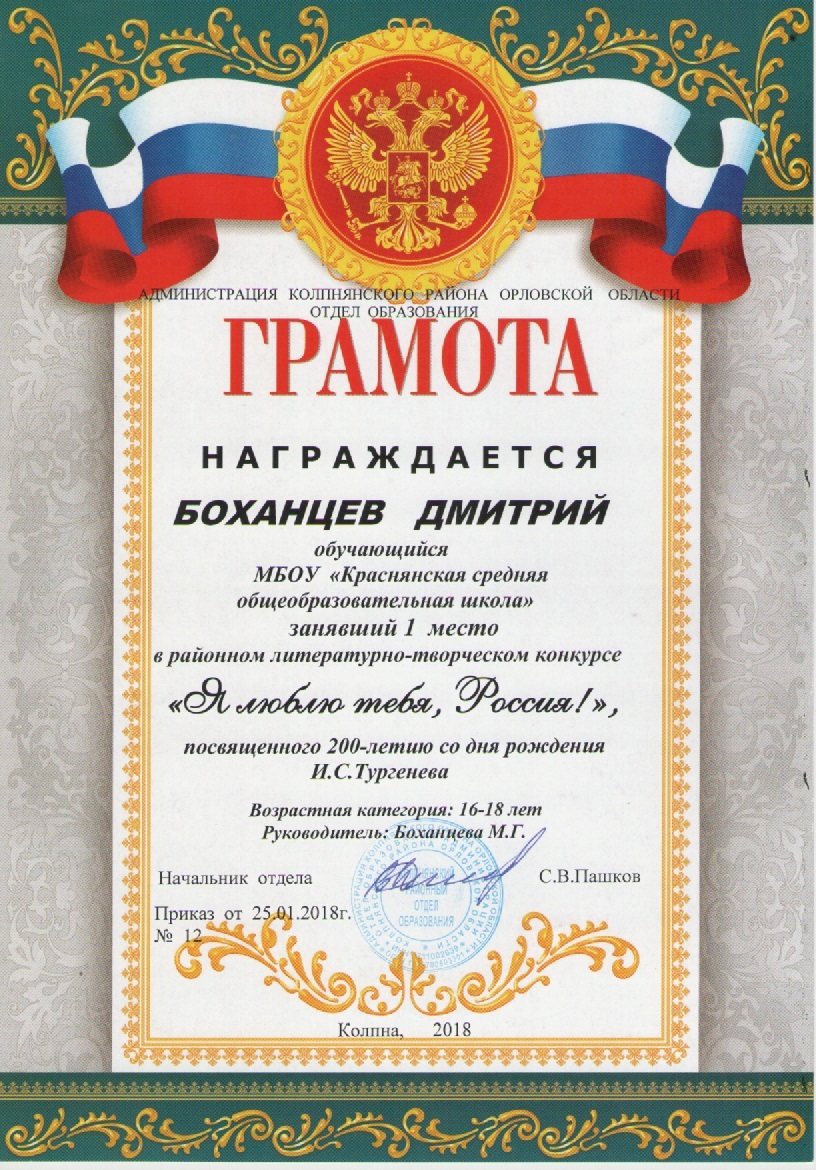 АДМИНИСТРАЦИЯ КОЛПНЯНСКОГО РАЙОНА ОРЛОВСКОЙ ОБЛАСТИ
ОТДЕЛ ОБРАЗОВАНИЯ
ГРАМОТА
НАГРАЖДАЕТСЯ
БОХАНЦЕВ ДМИТРИЙ
обучающийся
МБОУ «Краснянская средняя
общеобразовательная школа»
занявший 1 место
в районном литературно-творческом конкурсе
«Я люблю тебя, Россия!»,
посвященного 200-летию со дня рождения
И.С.Тургенева
Возрастная категория: 16-18 лет
Руководитель: Боханцева М.Г.
Начальник отдела
С.В.Пашков
РАЙОННЫЙ
ОТДЕЛ
ОБРАЗОВАНИЯ
Приказ от 25.01.2018г.
№ 12
Колпна, 2018